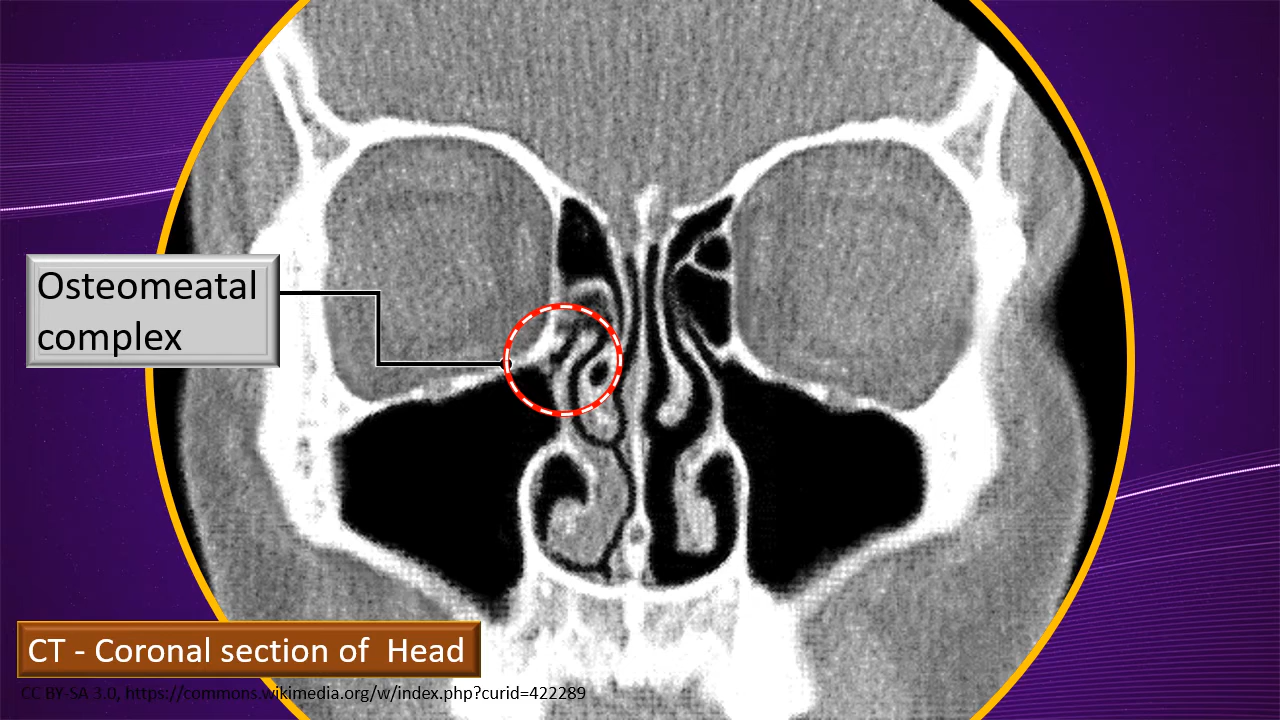 Osteomeatal
complex
CT - Coronal section of  Head
CC BY-SA 3.0, https://commons.wikimedia.org/w/index.php?curid=422289